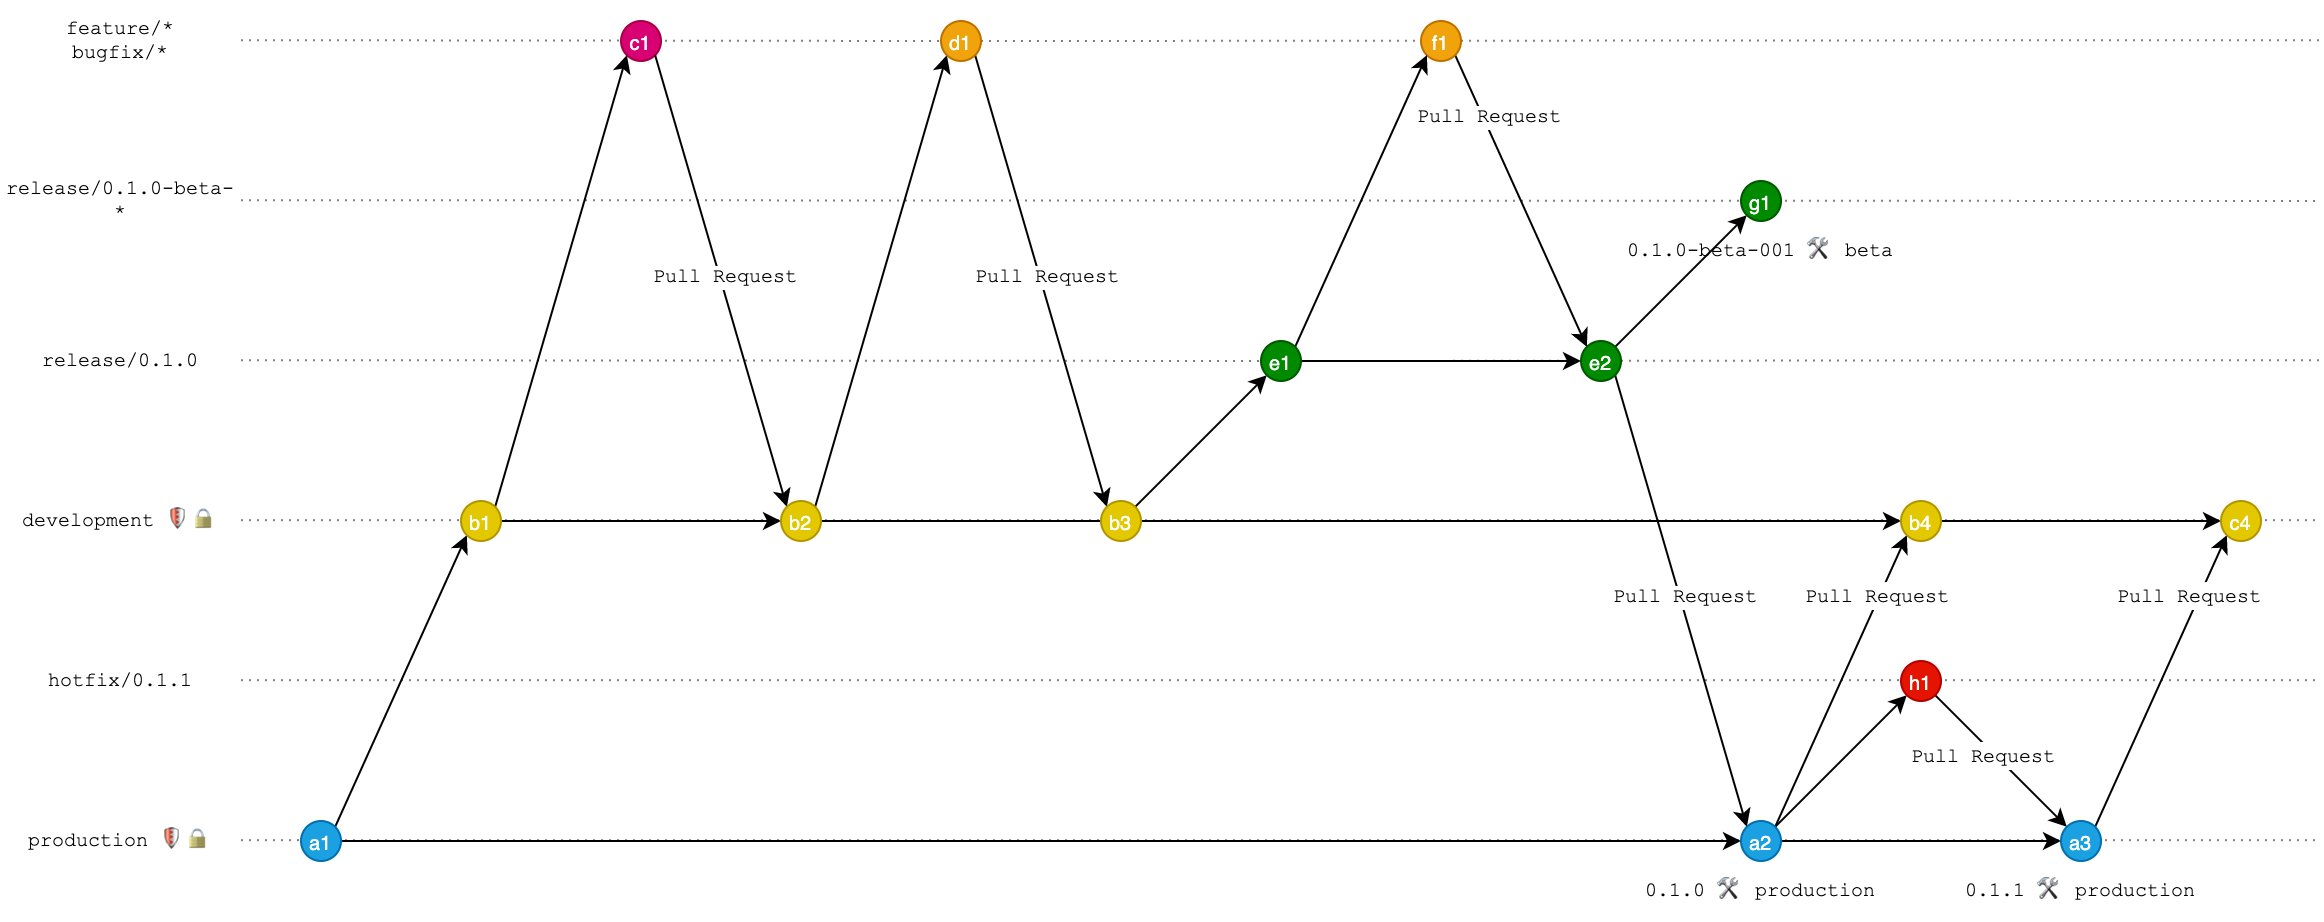 feature/*
bugfix/*
c1
d1
f1
release/0.1.0-beta-
*
g1
Pull Request
0.1.0-beta-001 🛠 beta
Pull Request
Pull Request
release/0.1.0
e1
e2
development
b1
b2
b3
b4
c4
Pull Request
Pull Request
Pull Request
hotfix/0.1.1
h1
Pull Request
production
a1
a2
a3
0.1.0 🛠 production
0.1.1 🛠 production